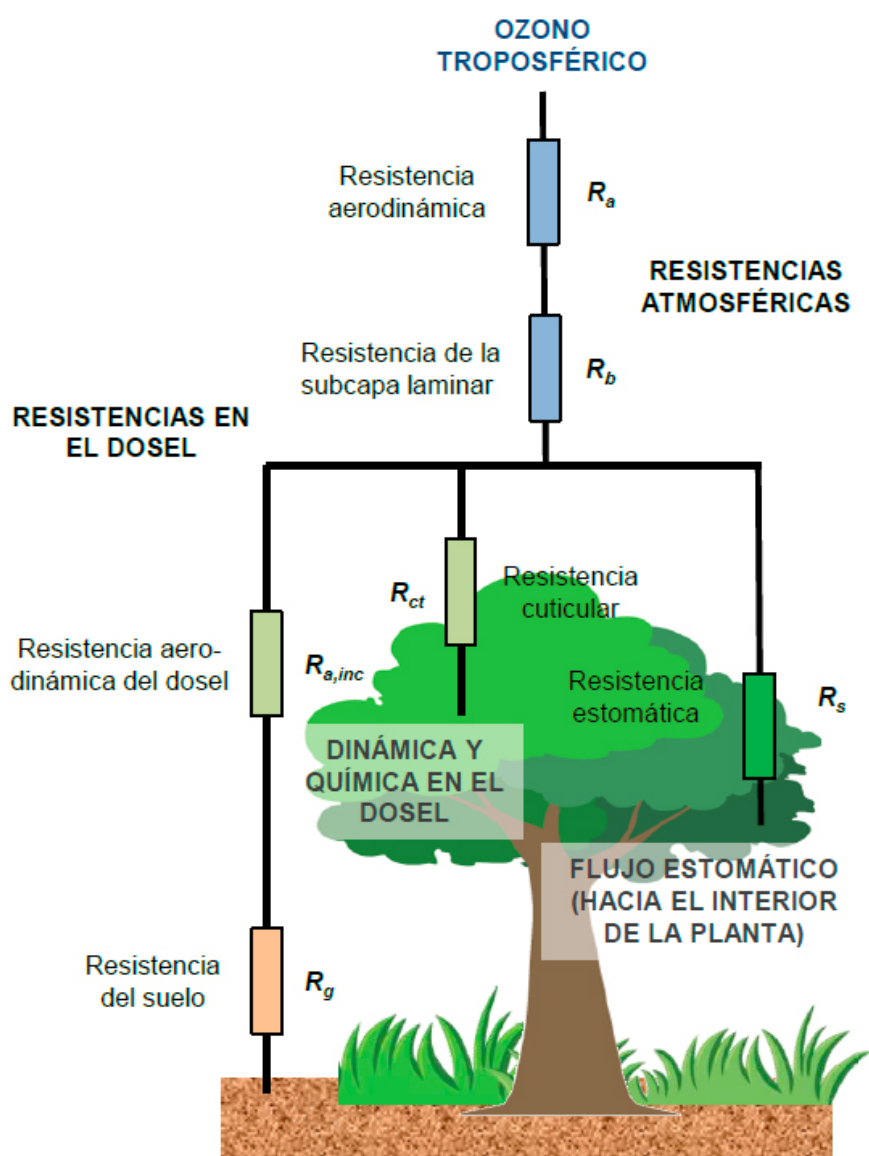 OZONO
TROPOSFÉRICO
Resistencia
aerodinámica
Ra
RESISTENCIAS
ATMOSFÉRICAS
Resistencia de la
subcapa laminar
Rb
RESISTENCIAS EN
EL DOSEL
Resistencia
cuticular
Rct
Resistencia aero-
dinámica del dosel
Ra,inc
Resistencia
estomática
Rs
DINÁMICA Y
QUÍMICA EN EL
DOSEL
FLUJO ESTOMÁTICO
(HACIA EL INTERIOR
DE LA PLANTA)
Resistencia
del suelo
Rg